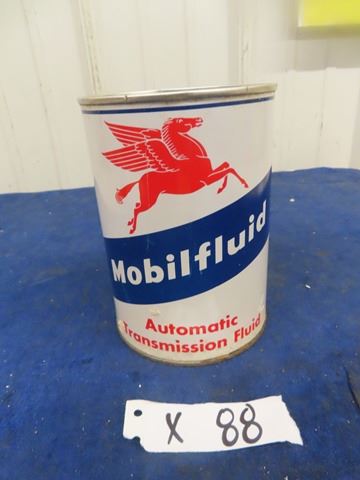 Mobilfluid
Automatic
Transmission Fluid
X 88